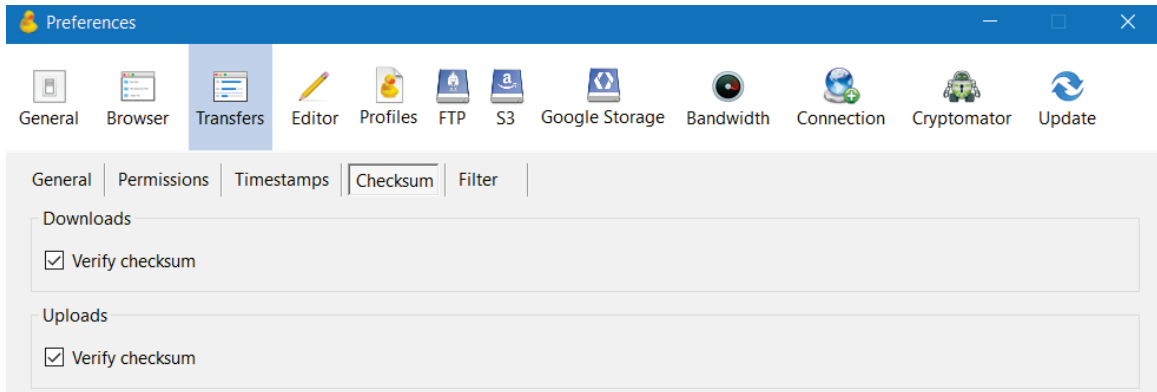 Preferences
General Browser Transfers Editor Profiles FTP S3 Google Storage Bandwidth Connection Cryptomator Update
General Permissions Timestamps Checksum Filter
Downloads
Verify checksum
Uploads
Verify checksum